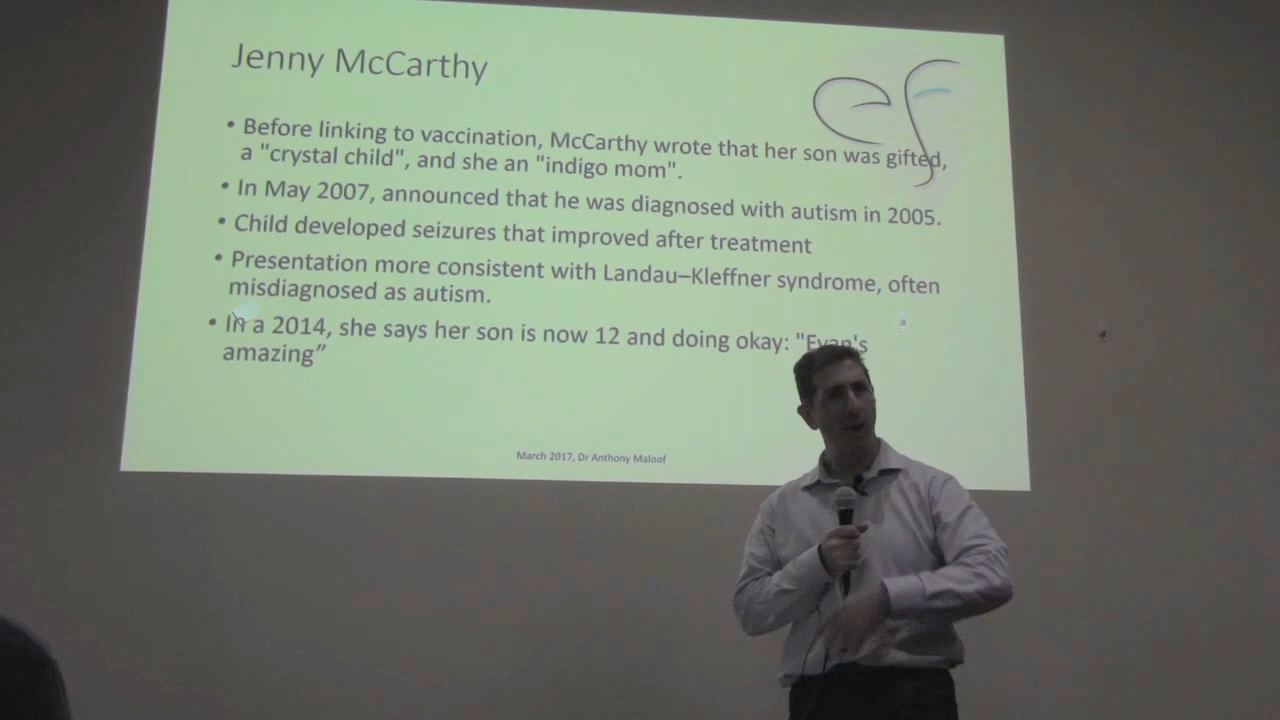 Jenny McCarthy
ef
• Before linking to vaccination, McCarthy wrote that her son was gifted,
a "crystal child", and she an "indigo mom".
• In May 2007, announced that he was diagnosed with autism in 2005.
• Child developed seizures that improved after treatment
• Presentation more consistent with Landau–Kleffner syndrome, often
misdiagnosed as autism.
• In a 2014, she says her son is now 12 and doing okay: "Evan's
amazing”
March 2017, Dr Anthony Maloof